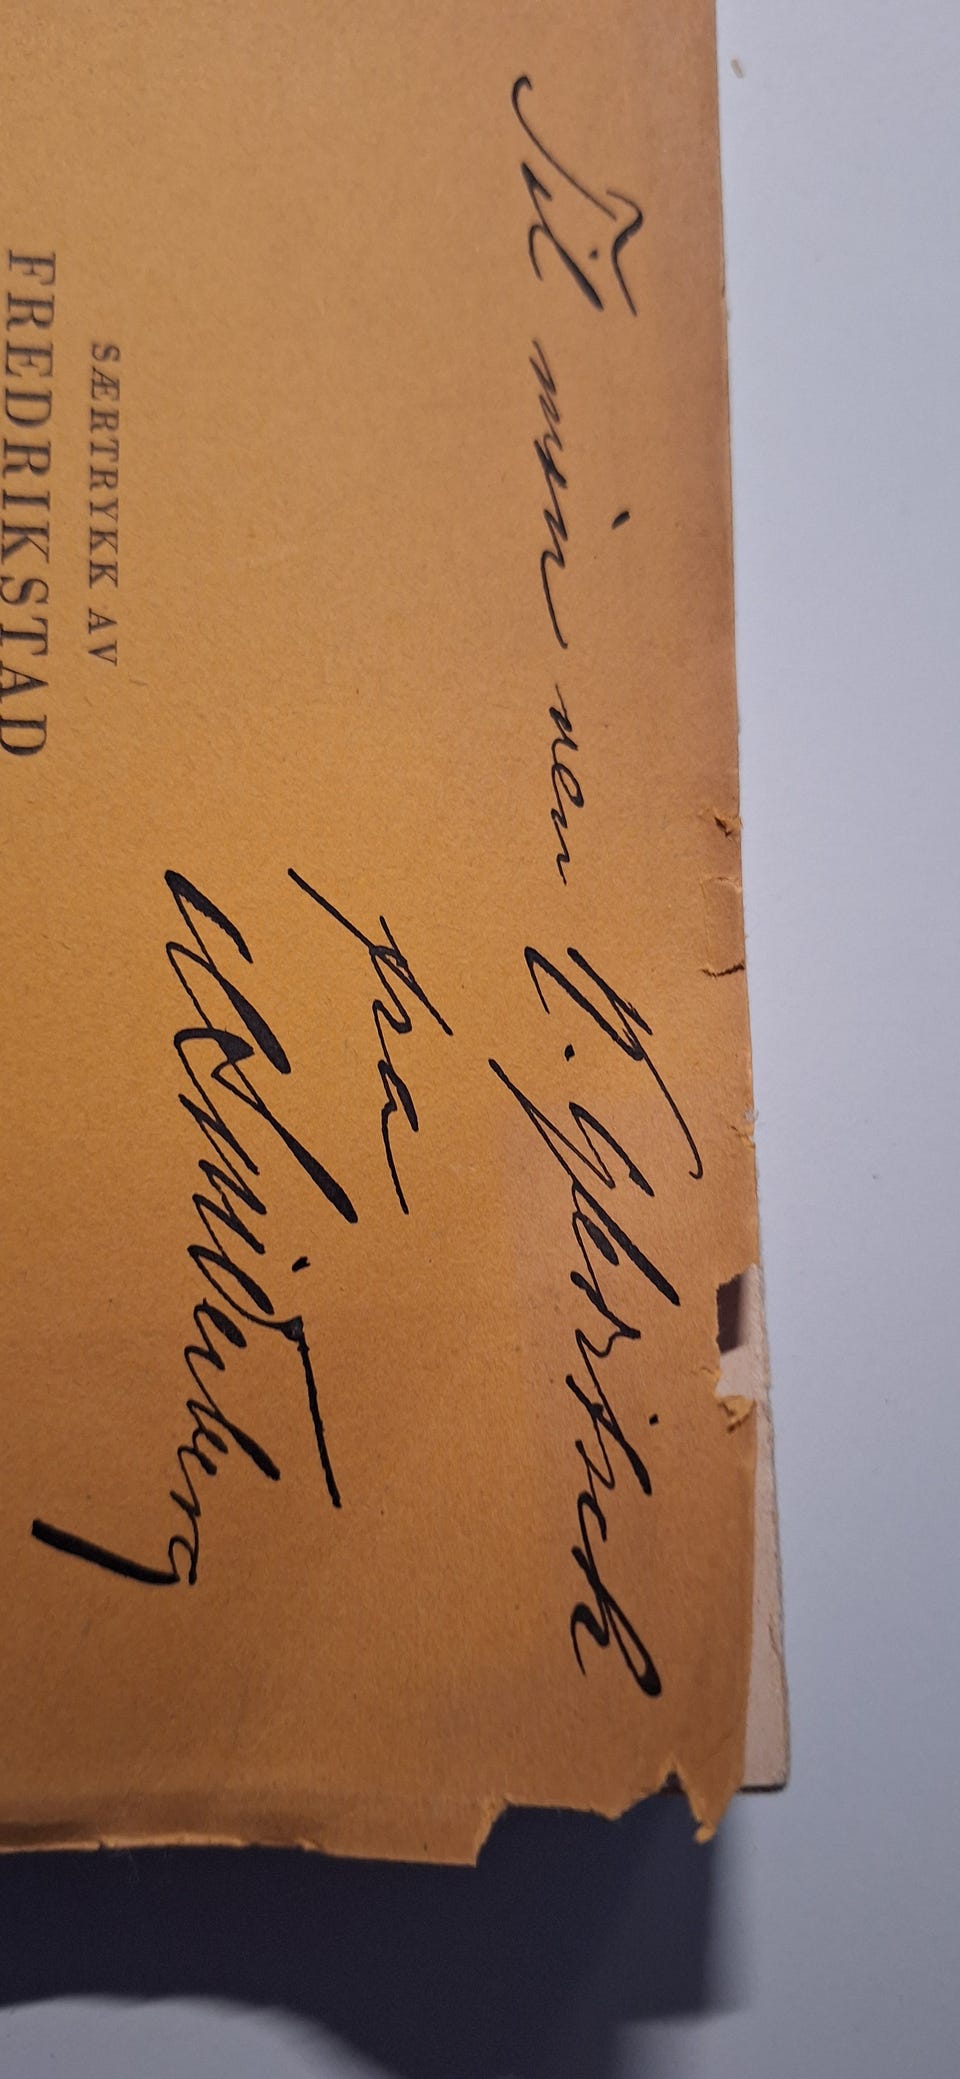 Til min ven
fra
SÆRTRYKK AV
FREDRIKSTAD